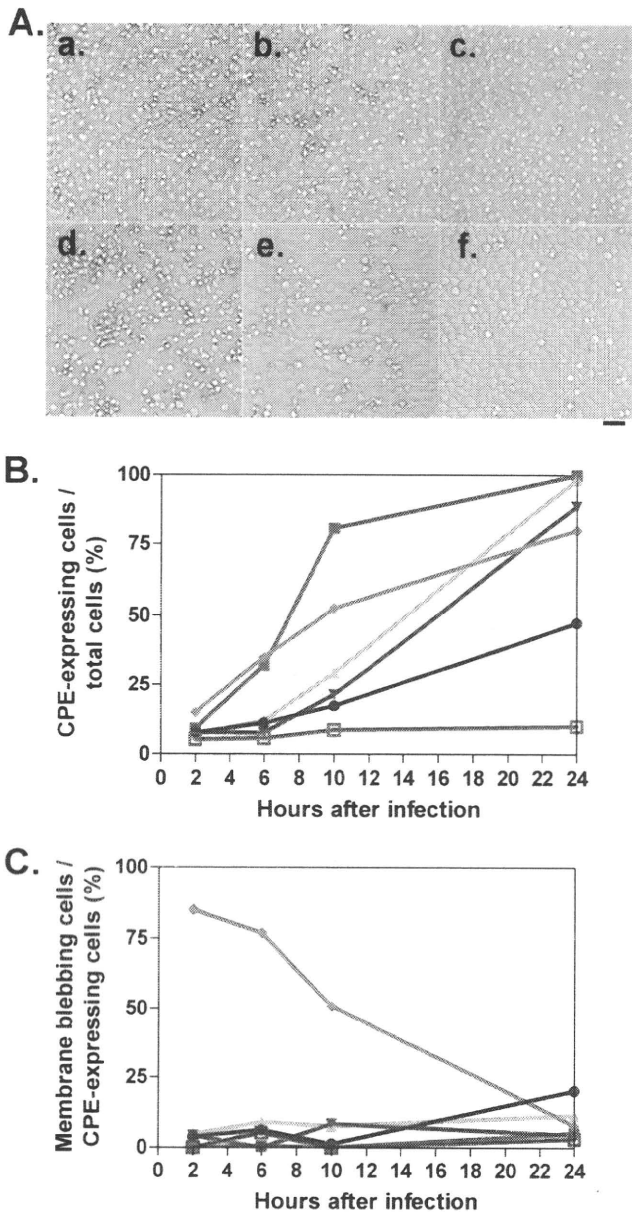 A.
a. b. c.
d. e. f.
B.
CPE-expressing cells /
total cells (%)
100
75
50
25
0
0 2 4 6 8 10 12 14 16 18 20 22 24
Hours after infection
C.
Membrane blebbing cells /
CPE-expressing cells (%)
100
75
50
25
0
0 2 4 6 8 10 12 14 16 18 20 22 24
Hours after infection